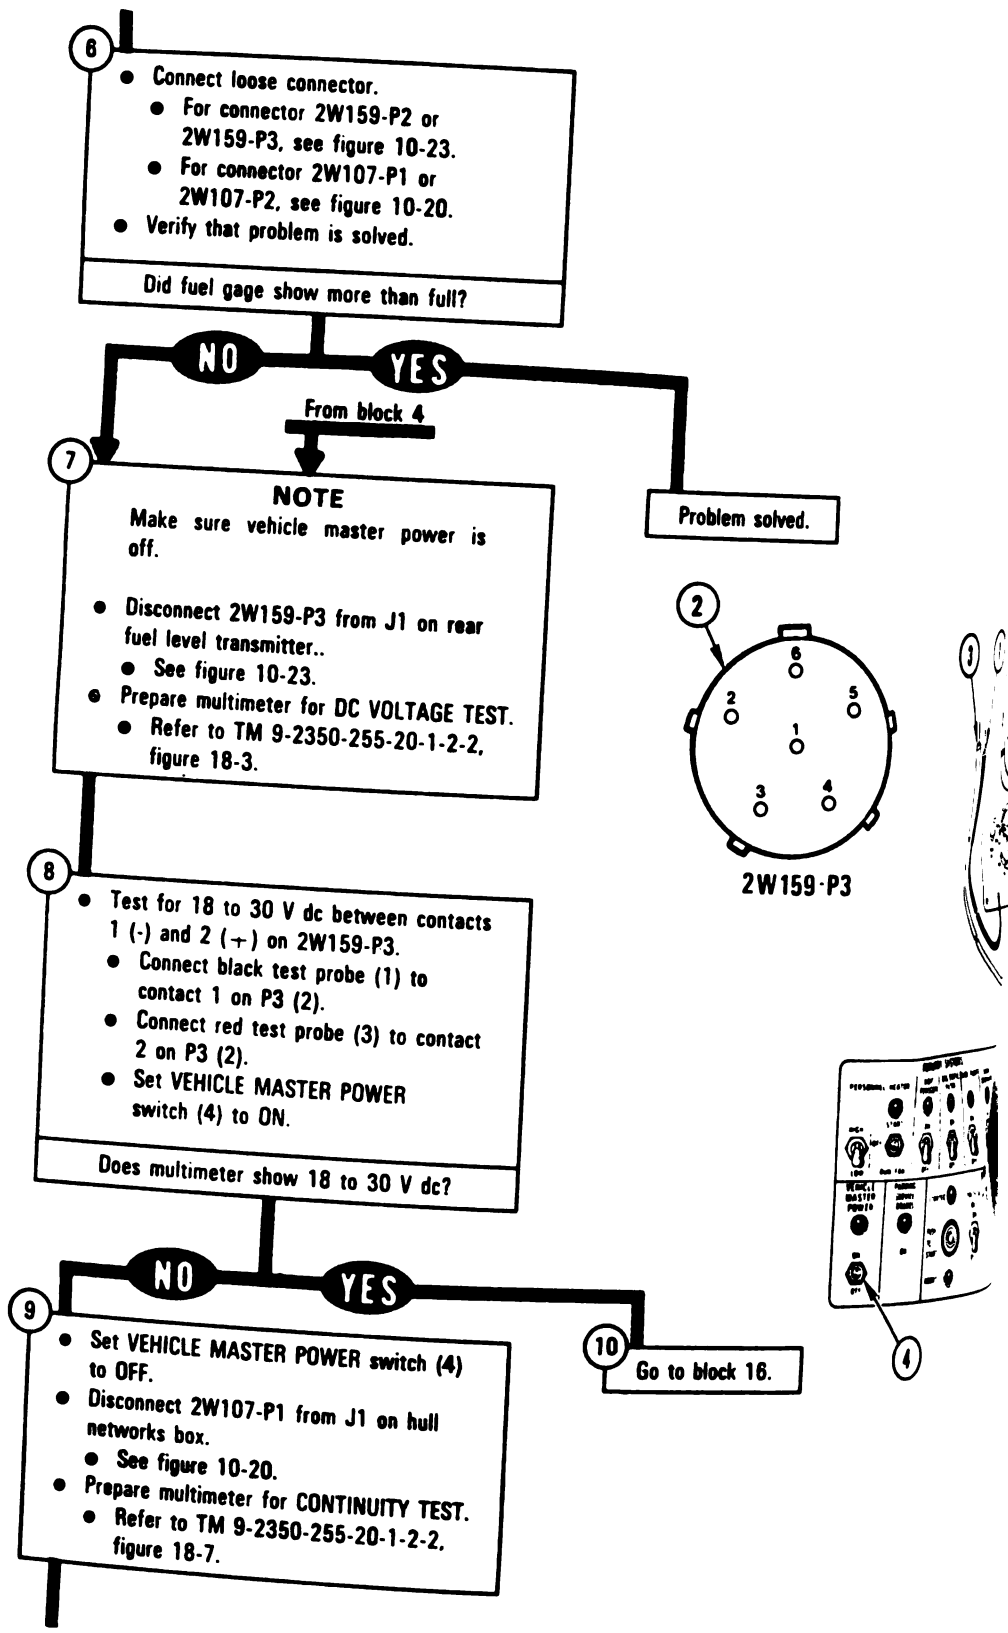 6
● Connect loose connector.
● For connector 2W159-P2 or
2W159-P3, see figure 10-23.
● For connector 2W107-P1 or
2W107-P2, see figure 10-20.
● Verify that problem is solved.
Did fuel gage show more than full?
NO
YES
From block 4
Problem solved.
7
NOTE
Make sure vehicle master power is
off.
● Disconnect 2W159-P3 from J1 on rear
fuel level transmitter..
● See figure 10-23.
● Prepare multimeter for DC VOLTAGE TEST.
● Refer to TM 9-2350-255-20-1-2-2,
figure 18-3.
2
3
6
2
5
1
3
4
2W159-P3
8
● Test for 18 to 30 V dc between contacts
1 (-) and 2 (+) on 2W159-P3.
● Connect black test probe (1) to
contact 1 on P3 (2).
● Connect red test probe (3) to contact
2 on P3 (2).
● Set VEHICLE MASTER POWER
switch (4) to ON.
Does multimeter show 18 to 30 V dc?
PERSONNEL HEATER
VEHICLE
MASTER
POWER
4
NO
YES
9
● Set VEHICLE MASTER POWER switch (4)
to OFF.
● Disconnect 2W107-P1 from J1 on hull
networks box.
● See figure 10-20.
● Prepare multimeter for CONTINUITY TEST.
● Refer to TM 9-2350-255-20-1-2-2,
figure 18-7.
10
Go to block 16.